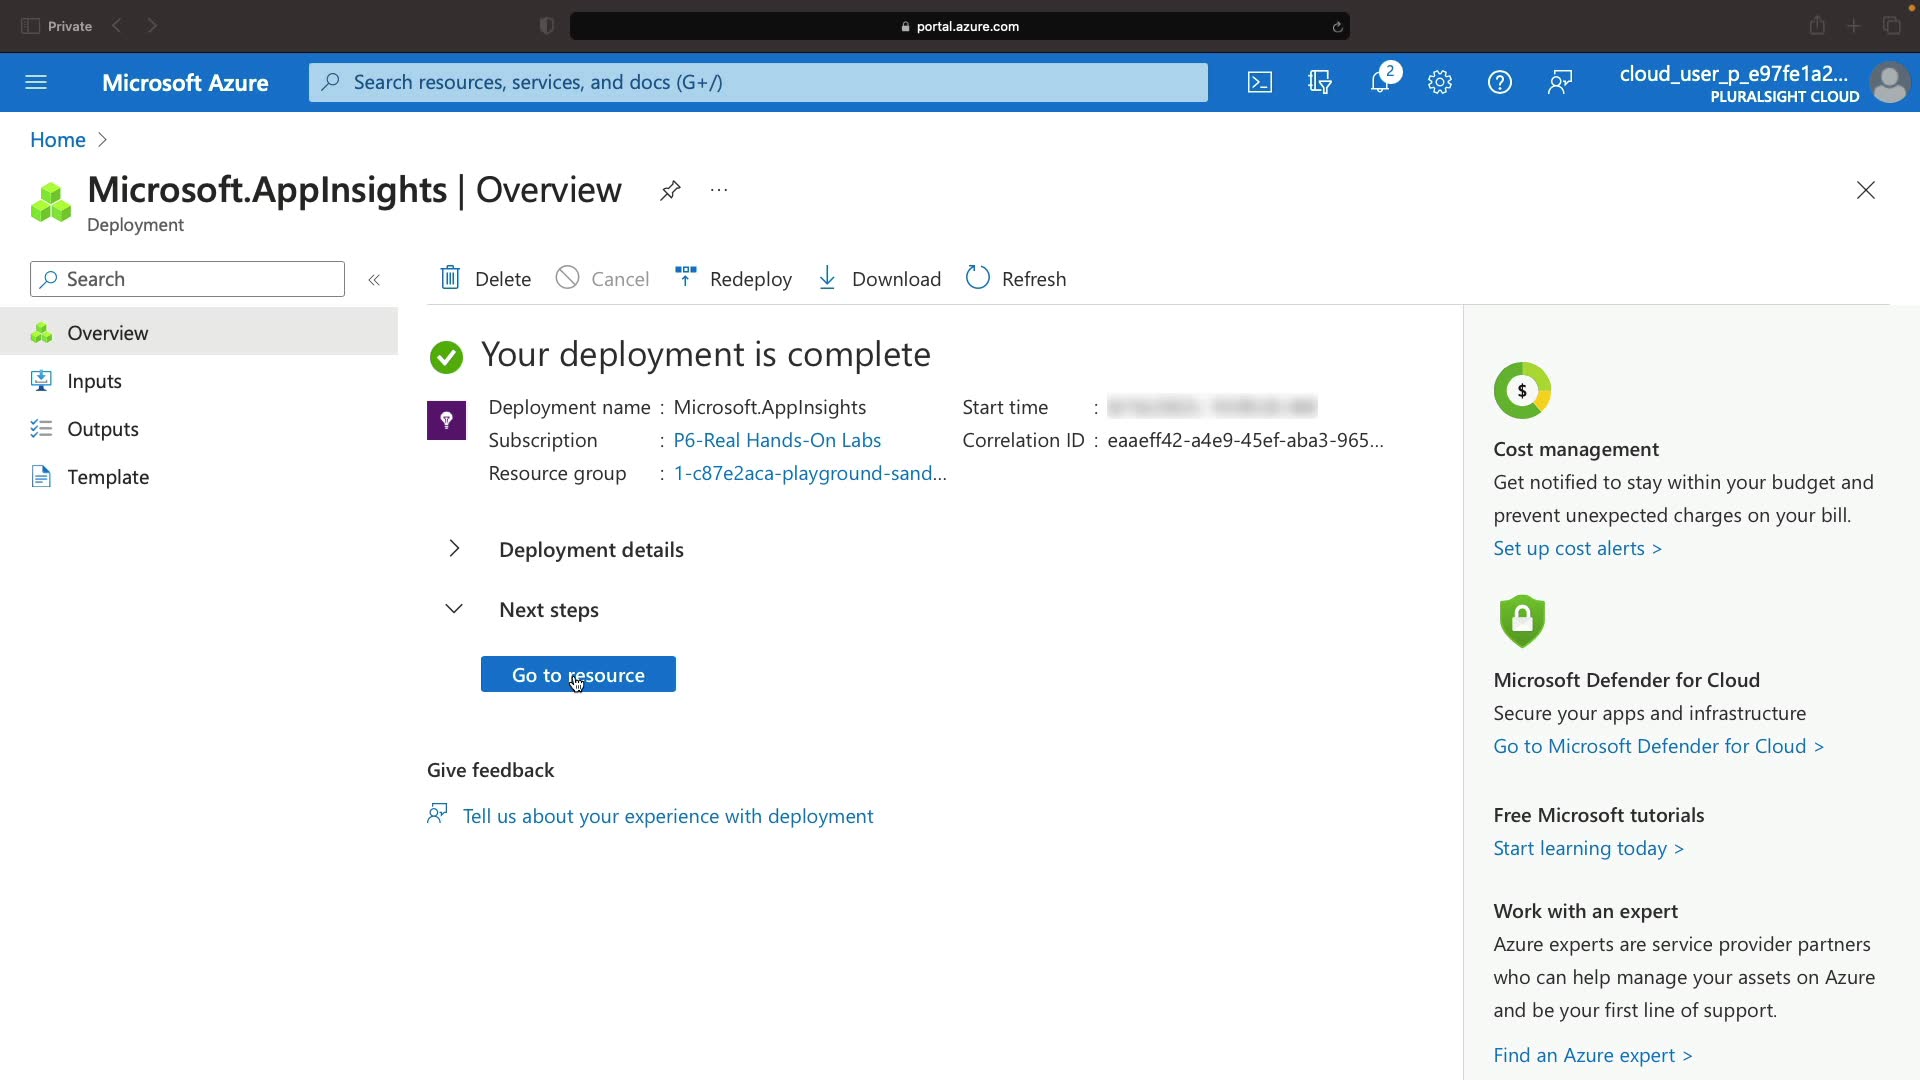 Private
portal.azure.com
Microsoft Azure
Search resources, services, and docs (G+/)
2
cloud_user_p_e97fe1a2...
PLURALSIGHT CLOUD
Home
Microsoft.AppInsights | Overview
Deployment
Search
Delete
Cancel
Redeploy
Download
Refresh
Overview
Inputs
Outputs
Template
Your deployment is complete
Deployment name : Microsoft.AppInsights
Subscription : P6-Real Hands-On Labs
Resource group : 1-c87e2aca-playground-sand...
Start time :
Correlation ID : eaaeff42-a4e9-45ef-aba3-965...
Deployment details
Next steps
Go to resource
Give feedback
Tell us about your experience with deployment
$
Cost management
Get notified to stay within your budget and
prevent unexpected charges on your bill.
Set up cost alerts >
Microsoft Defender for Cloud
Secure your apps and infrastructure
Go to Microsoft Defender for Cloud >
Free Microsoft tutorials
Start learning today >
Work with an expert
Azure experts are service provider partners
who can help manage your assets on Azure
and be your first line of support.
Find an Azure expert >